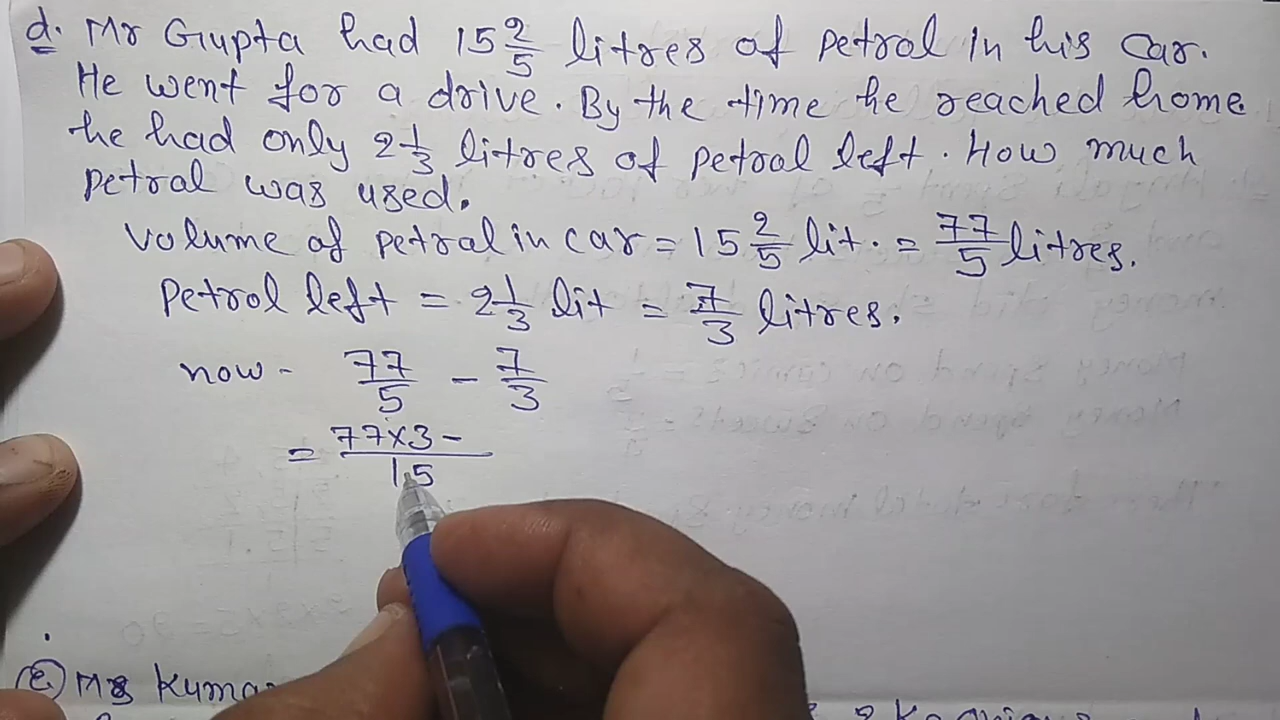 d. Mr Gupta had 15 2/5 litres of petrol in his car.
He went for a drive. By the time he reached home
he had only 2 1/3 litres of petrol left. How much
petrol was used.
volume of petral in car = 15 2/5 lit. = 77/5 litres.
Petrol left = 2 1/3 lit = 7/3 litres.
now - 77/5 - 7/3
= 77×3 - / 15
(e) Ms Kumar